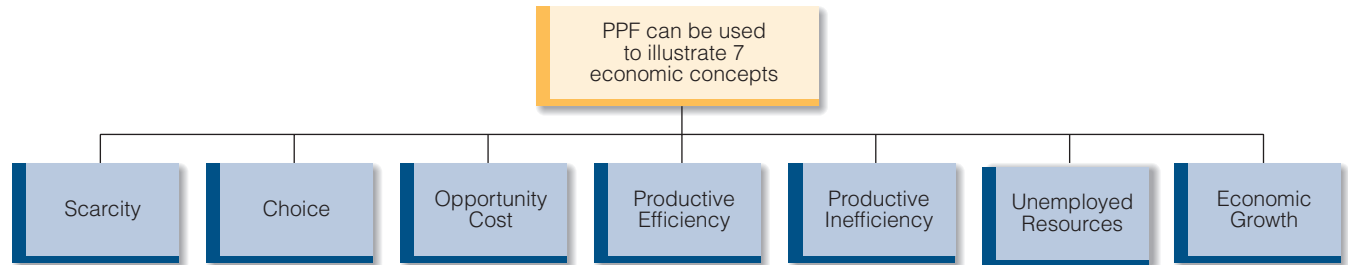 PPF can be used
to illustrate 7
economic concepts
Scarcity
Choice
Opportunity
Cost
Productive
Efficiency
Productive
Inefficiency
Unemployed
Resources
Economic
Growth